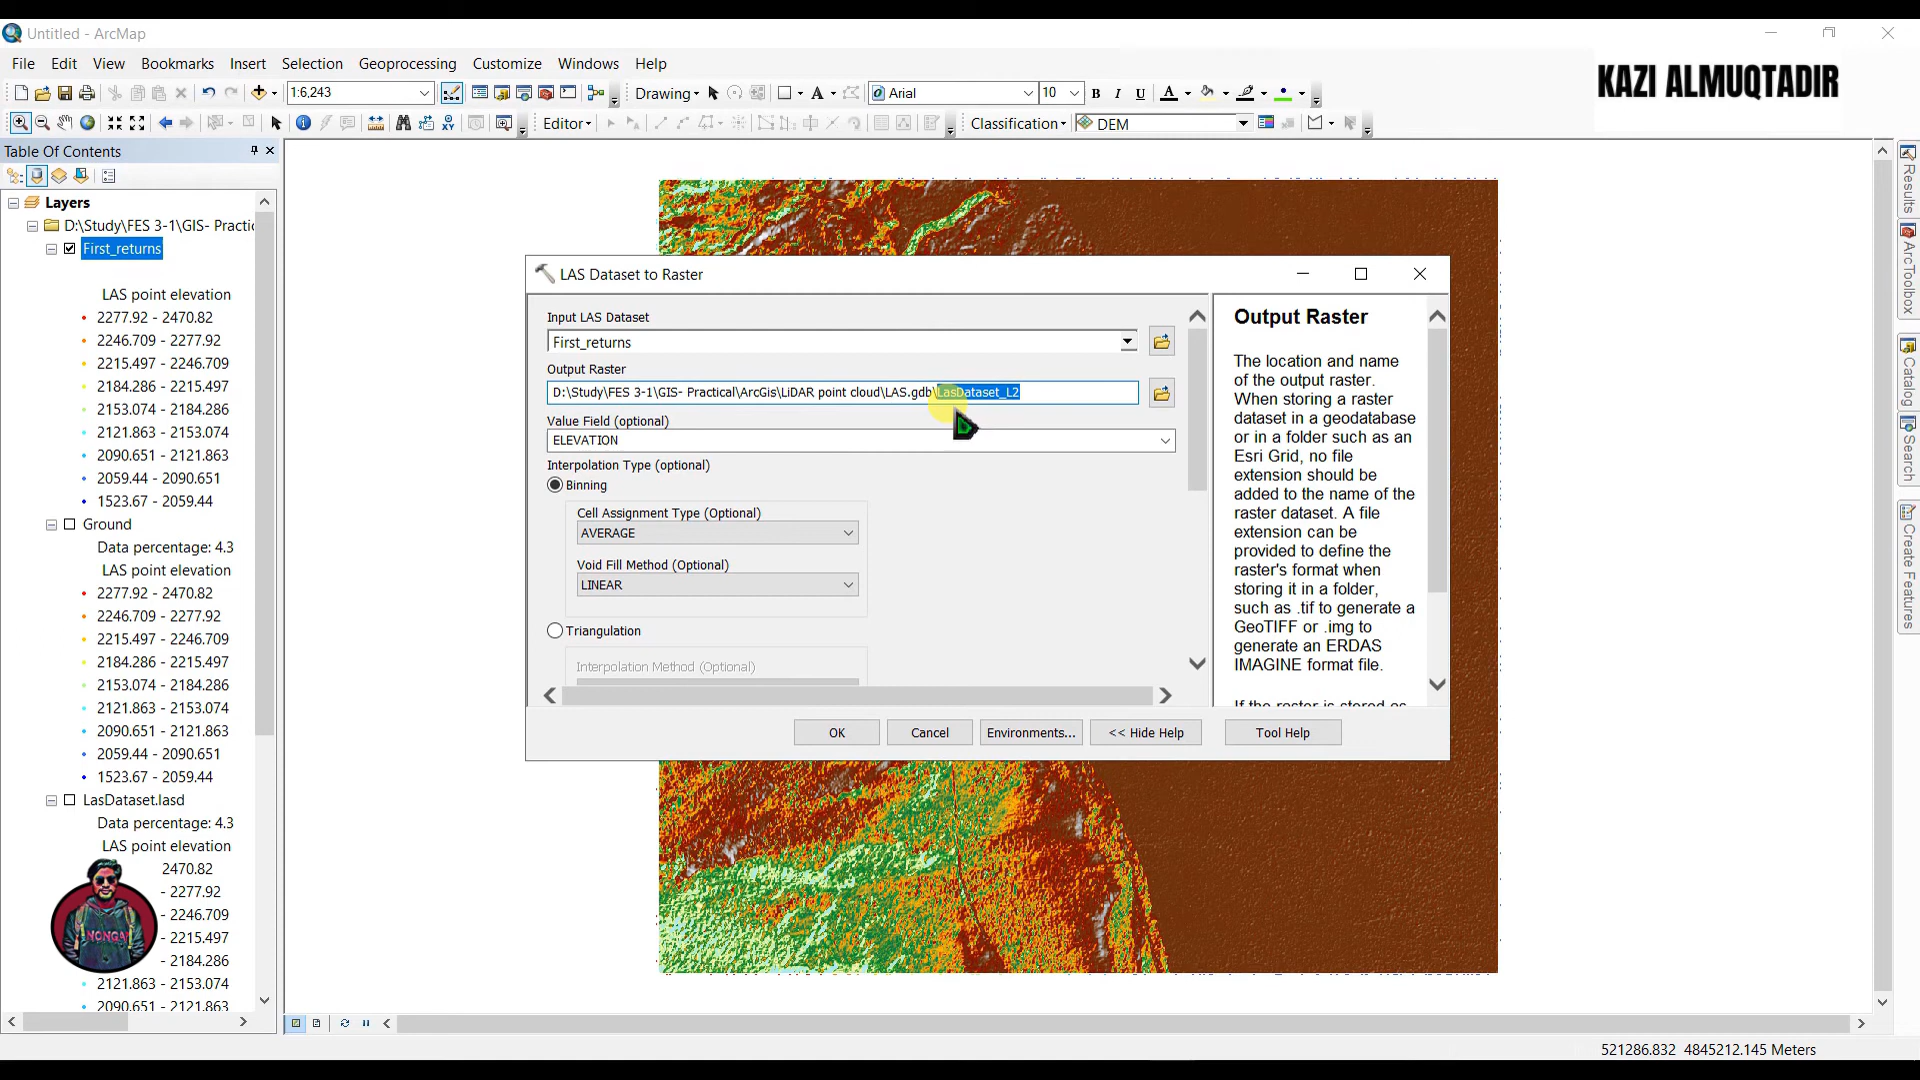 Untitled - ArcMap
File Edit View Bookmarks Insert Selection Geoprocessing Customize Windows Help
KAZI ALMUQTADIR
1:6,243 Drawing Arial 10 B I U A
Editor Classification DEM
Table Of Contents
Layers
D:\Study\FES 3-1\GIS- Practic
First_returns
LAS point elevation
2277.92 - 2470.82
2246.709 - 2277.92
2215.497 - 2246.709
2184.286 - 2215.497
2153.074 - 2184.286
2121.863 - 2153.074
2090.651 - 2121.863
2059.44 - 2090.651
1523.67 - 2059.44
Ground
Data percentage: 4.3
LAS point elevation
2277.92 - 2470.82
2246.709 - 2277.92
2215.497 - 2246.709
2184.286 - 2215.497
2153.074 - 2184.286
2121.863 - 2153.074
2090.651 - 2121.863
2059.44 - 2090.651
1523.67 - 2059.44
LasDataset.lasd
Data percentage: 4.3
LAS point elevation
2470.82
- 2277.92
- 2246.709
- 2215.497
- 2184.286
2121.863 - 2153.074
2090.651 - 2121.863
NONGAR
LAS Dataset to Raster
Input LAS Dataset
First_returns
Output Raster
D:\Study\FES 3-1\GIS- Practical\ArcGis\LiDAR point cloud\LAS.gdb\LasDataset_L2
Value Field (optional)
ELEVATION
Interpolation Type (optional)
Binning
Cell Assignment Type (Optional)
AVERAGE
Void Fill Method (Optional)
LINEAR
Triangulation
Interpolation Method (Optional)
OK Cancel Environments... << Hide Help Tool Help
Output Raster
The location and name
of the output raster.
When storing a raster
dataset in a geodatabase
or in a folder such as an
Esri Grid, no file
extension should be
added to the name of the
raster dataset. A file
extension can be
provided to define the
raster's format when
storing it in a folder,
such as .tif to generate a
GeoTIFF or .img to
generate an ERDAS
IMAGINE format file.
If the raster is stored as
Results
ArcToolbox
Catalog
Search
Create Features
521286.832 4845212.145 Meters